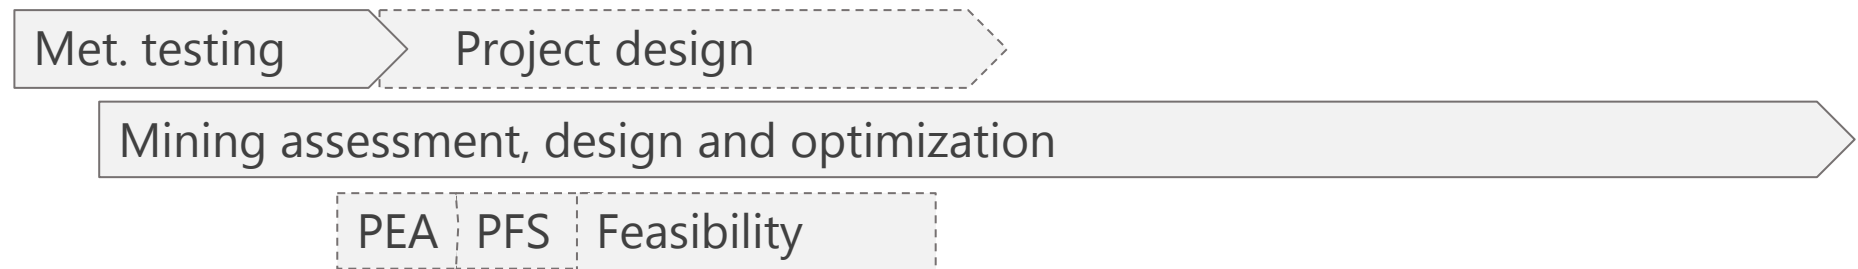 Met. testing Project design
Mining assessment, design and optimization
PEA PFS Feasibility